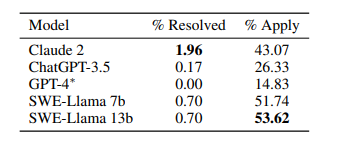 Model % Resolved % Apply
Claude 2 1.96 43.07
ChatGPT-3.5 0.17 26.33
GPT-4* 0.00 14.83
SWE-Llama 7b 0.70 51.74
SWE-Llama 13b 0.70 53.62